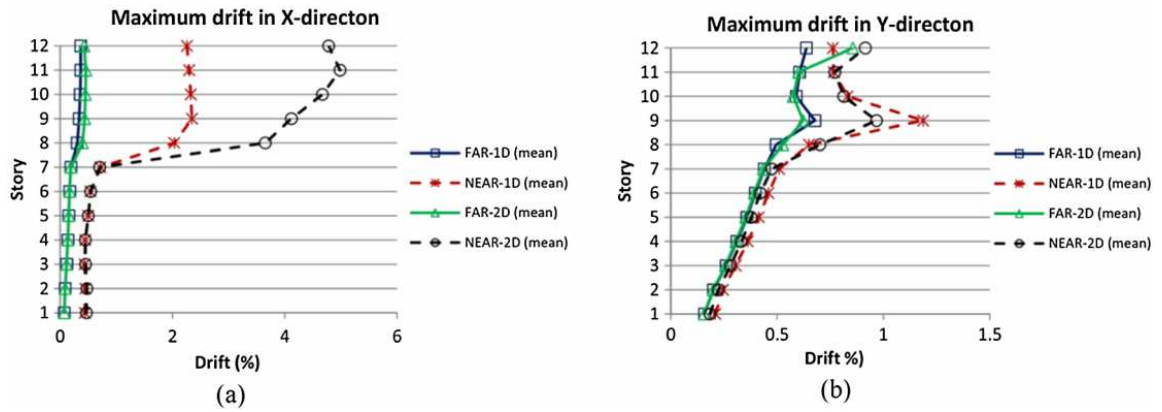 Maximum drift in X-directon
Story
12
11
10
9
8
7
6
5
4
3
2
1
0
2
4
6
Drift (%)
FAR-1D (mean)
NEAR-1D (mean)
FAR-2D (mean)
NEAR-2D (mean)
(a)
Maximum drift in Y-directon
Story
12
11
10
9
8
7
6
5
4
3
2
1
0
0.5
1
1.5
Drift %)
FAR-1D (mean)
NEAR-1D (mean)
FAR-2D (mean)
NEAR-2D (mean)
(b)